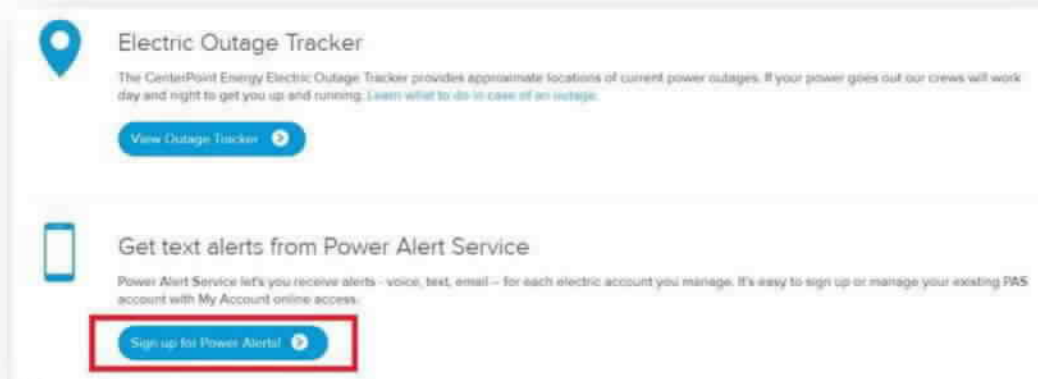 Electric Outage Tracker
The CenterPoint Energy Electric Outage Tracker provides approximate locations of current power outages. If your power goes out our crews will work
day and night to get you up and running. Learn what to do in case of an outage.
View Outage Tracker
Get text alerts from Power Alert Service
Power Alert Service let's you receive alerts - voice, text, email – for each electric account you manage. It's easy to sign up or manage your existing PAS
account with My Account online access.
Sign up for Power Alerts!